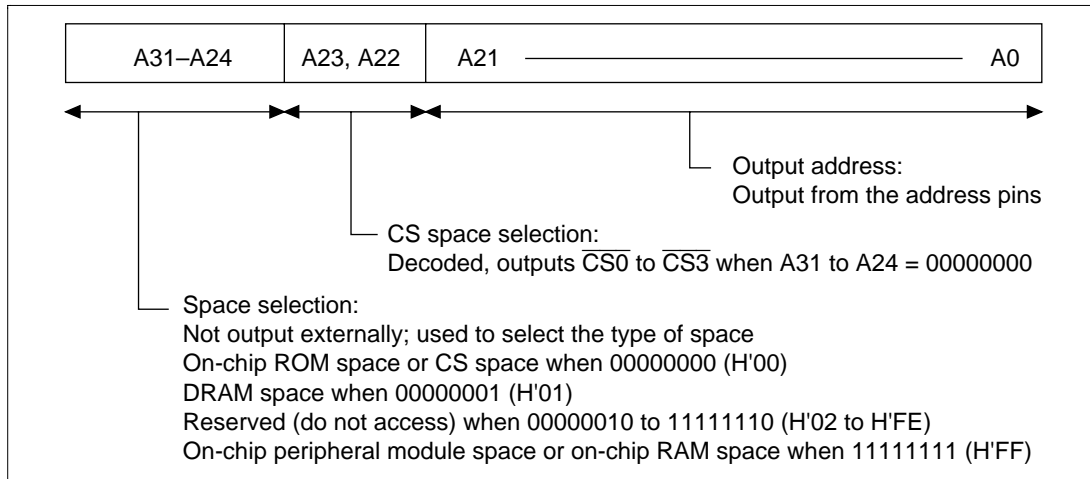 A31–A24 A23, A22 A21 A0
Output address:
Output from the address pins
CS space selection:
Decoded, outputs C̅S̅0̅ to C̅S̅3̅ when A31 to A24 = 00000000
Space selection:
Not output externally; used to select the type of space
On-chip ROM space or CS space when 00000000 (H'00)
DRAM space when 00000001 (H'01)
Reserved (do not access) when 00000010 to 11111110 (H'02 to H'FE)
On-chip peripheral module space or on-chip RAM space when 11111111 (H'FF)